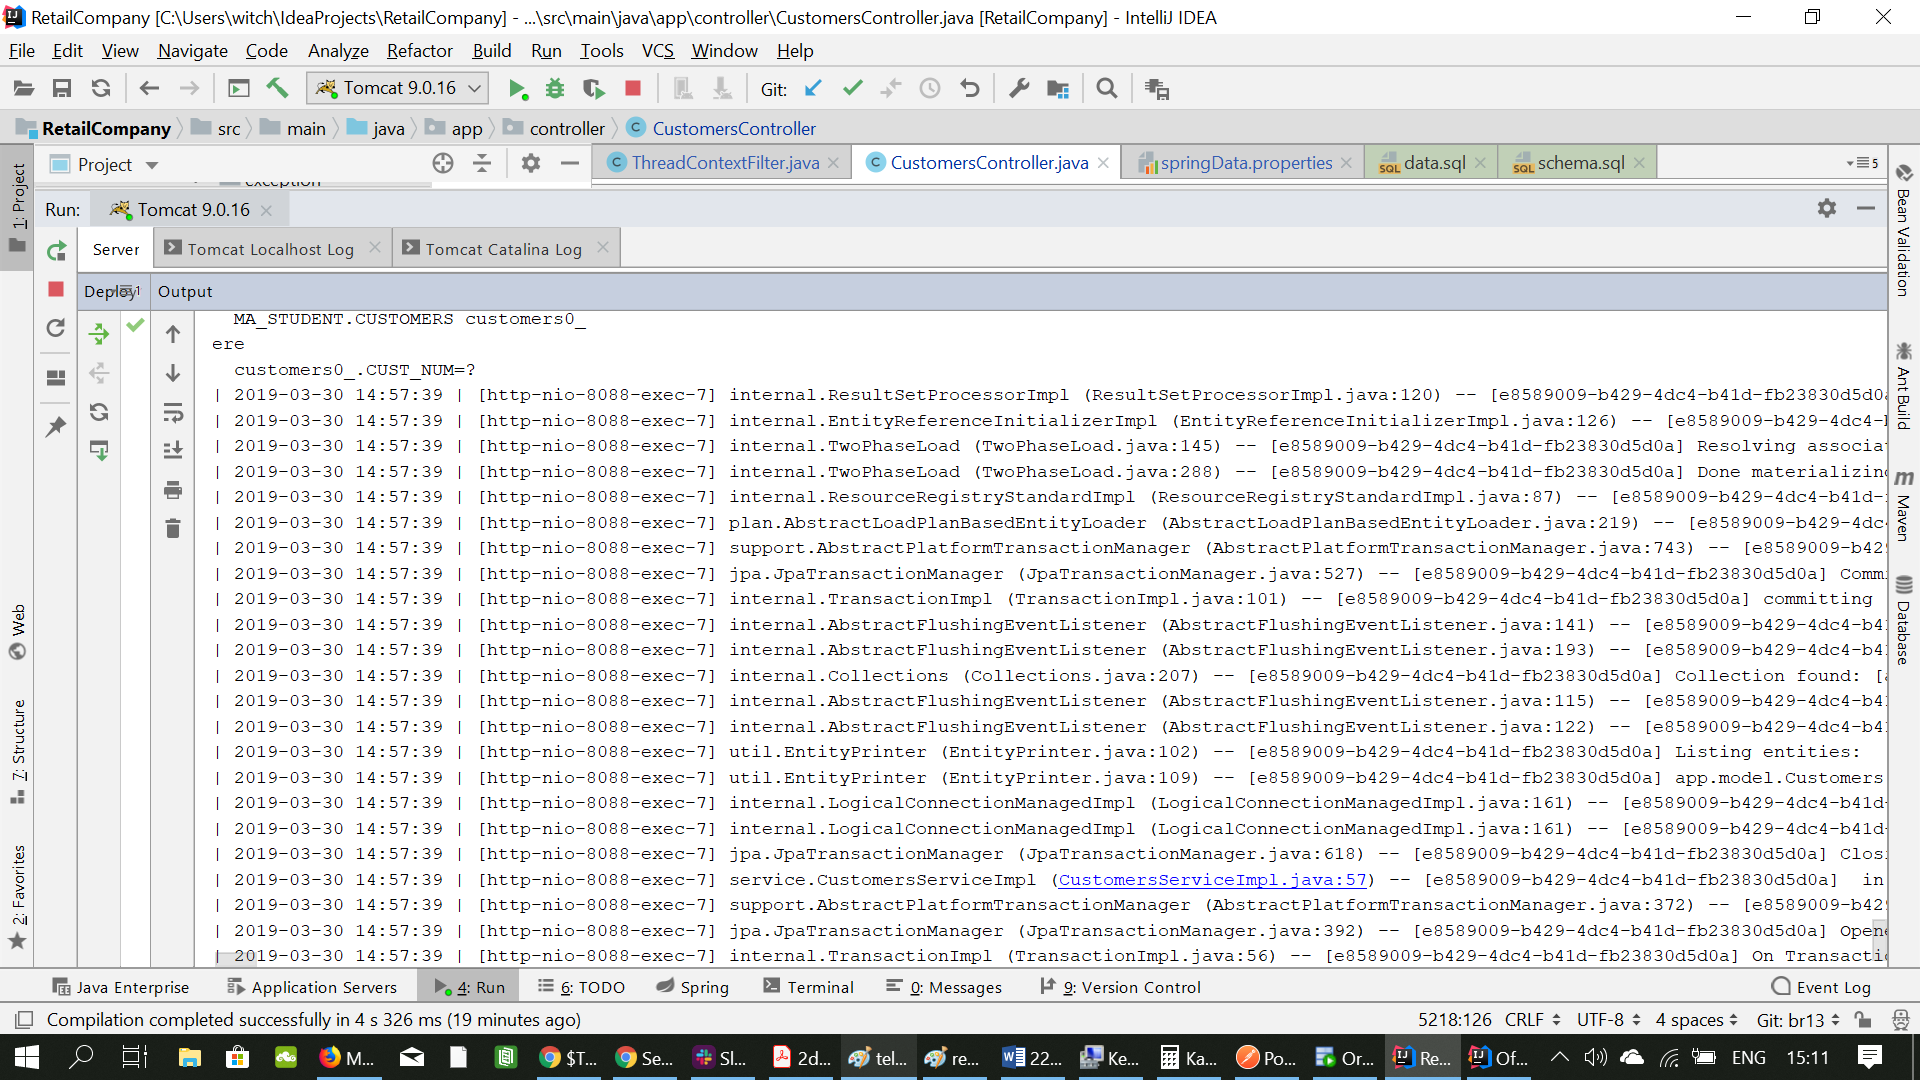 RetailCompany [C:\Users\witch\IdeaProjects\RetailCompany] - ...\src\main\java\app\controller\CustomersController.java [RetailCompany] - IntelliJ IDEA
File Edit View Navigate Code Analyze Refactor Build Run Tools VCS Window Help
Tomcat 9.0.16 Git:
RetailCompany src main java app controller CustomersController
Project ThreadContextFilter.java CustomersController.java springData.properties data.sql schema.sql 5
exception
Run: Tomcat 9.0.16
Server Tomcat Localhost Log Tomcat Catalina Log
Deploy 1 Output
MA_STUDENT.CUSTOMERS customers0_
ere
customers0_.CUST_NUM=?
| 2019-03-30 14:57:39 | [http-nio-8088-exec-7] internal.ResultSetProcessorImpl (ResultSetProcessorImpl.java:120) -- [e8589009-b429-4dc4-b41d-fb23830d5d0a
| 2019-03-30 14:57:39 | [http-nio-8088-exec-7] internal.EntityReferenceInitializerImpl (EntityReferenceInitializerImpl.java:126) -- [e8589009-b429-4dc4-b
| 2019-03-30 14:57:39 | [http-nio-8088-exec-7] internal.TwoPhaseLoad (TwoPhaseLoad.java:145) -- [e8589009-b429-4dc4-b41d-fb23830d5d0a] Resolving associa
| 2019-03-30 14:57:39 | [http-nio-8088-exec-7] internal.TwoPhaseLoad (TwoPhaseLoad.java:288) -- [e8589009-b429-4dc4-b41d-fb23830d5d0a] Done materializin
| 2019-03-30 14:57:39 | [http-nio-8088-exec-7] internal.ResourceRegistryStandardImpl (ResourceRegistryStandardImpl.java:87) -- [e8589009-b429-4dc4-b41d-
| 2019-03-30 14:57:39 | [http-nio-8088-exec-7] plan.AbstractLoadPlanBasedEntityLoader (AbstractLoadPlanBasedEntityLoader.java:219) -- [e8589009-b429-4dc4
| 2019-03-30 14:57:39 | [http-nio-8088-exec-7] support.AbstractPlatformTransactionManager (AbstractPlatformTransactionManager.java:743) -- [e8589009-b429
| 2019-03-30 14:57:39 | [http-nio-8088-exec-7] jpa.JpaTransactionManager (JpaTransactionManager.java:527) -- [e8589009-b429-4dc4-b41d-fb23830d5d0a] Comm
| 2019-03-30 14:57:39 | [http-nio-8088-exec-7] internal.TransactionImpl (TransactionImpl.java:101) -- [e8589009-b429-4dc4-b41d-fb23830d5d0a] committing
| 2019-03-30 14:57:39 | [http-nio-8088-exec-7] internal.AbstractFlushingEventListener (AbstractFlushingEventListener.java:141) -- [e8589009-b429-4dc4-b41
| 2019-03-30 14:57:39 | [http-nio-8088-exec-7] internal.AbstractFlushingEventListener (AbstractFlushingEventListener.java:193) -- [e8589009-b429-4dc4-b41
| 2019-03-30 14:57:39 | [http-nio-8088-exec-7] internal.Collections (Collections.java:207) -- [e8589009-b429-4dc4-b41d-fb23830d5d0a] Collection found: [a
| 2019-03-30 14:57:39 | [http-nio-8088-exec-7] internal.AbstractFlushingEventListener (AbstractFlushingEventListener.java:115) -- [e8589009-b429-4dc4-b41
| 2019-03-30 14:57:39 | [http-nio-8088-exec-7] internal.AbstractFlushingEventListener (AbstractFlushingEventListener.java:122) -- [e8589009-b429-4dc4-b41
| 2019-03-30 14:57:39 | [http-nio-8088-exec-7] util.EntityPrinter (EntityPrinter.java:102) -- [e8589009-b429-4dc4-b41d-fb23830d5d0a] Listing entities:
| 2019-03-30 14:57:39 | [http-nio-8088-exec-7] util.EntityPrinter (EntityPrinter.java:109) -- [e8589009-b429-4dc4-b41d-fb23830d5d0a] app.model.Customers
| 2019-03-30 14:57:39 | [http-nio-8088-exec-7] internal.LogicalConnectionManagedImpl (LogicalConnectionManagedImpl.java:161) -- [e8589009-b429-4dc4-b41d-
| 2019-03-30 14:57:39 | [http-nio-8088-exec-7] internal.LogicalConnectionManagedImpl (LogicalConnectionManagedImpl.java:161) -- [e8589009-b429-4dc4-b41d-
| 2019-03-30 14:57:39 | [http-nio-8088-exec-7] jpa.JpaTransactionManager (JpaTransactionManager.java:618) -- [e8589009-b429-4dc4-b41d-fb23830d5d0a] Clos
| 2019-03-30 14:57:39 | [http-nio-8088-exec-7] service.CustomersServiceImpl (CustomersServiceImpl.java:57) -- [e8589009-b429-4dc4-b41d-fb23830d5d0a] in
| 2019-03-30 14:57:39 | [http-nio-8088-exec-7] support.AbstractPlatformTransactionManager (AbstractPlatformTransactionManager.java:372) -- [e8589009-b429
| 2019-03-30 14:57:39 | [http-nio-8088-exec-7] jpa.JpaTransactionManager (JpaTransactionManager.java:392) -- [e8589009-b429-4dc4-b41d-fb23830d5d0a] Opene
| 2019-03-30 14:57:39 | [http-nio-8088-exec-7] internal.TransactionImpl (TransactionImpl.java:56) -- [e8589009-b429-4dc4-b41d-fb23830d5d0a] On Transacti
1: Project
Web
7: Structure
2: Favorites
Bean Validation
Ant Build
m Maven
Database
Java Enterprise Application Servers 4: Run 6: TODO Spring Terminal 0: Messages 9: Version Control Event Log
Compilation completed successfully in 4 s 326 ms (19 minutes ago) 5218:126 CRLF UTF-8 4 spaces Git: br13
M... $T... Se... Sl... 2d... tel... re... 22... Ke... Ka... Po... Or... Re... Of... ENG 15:11